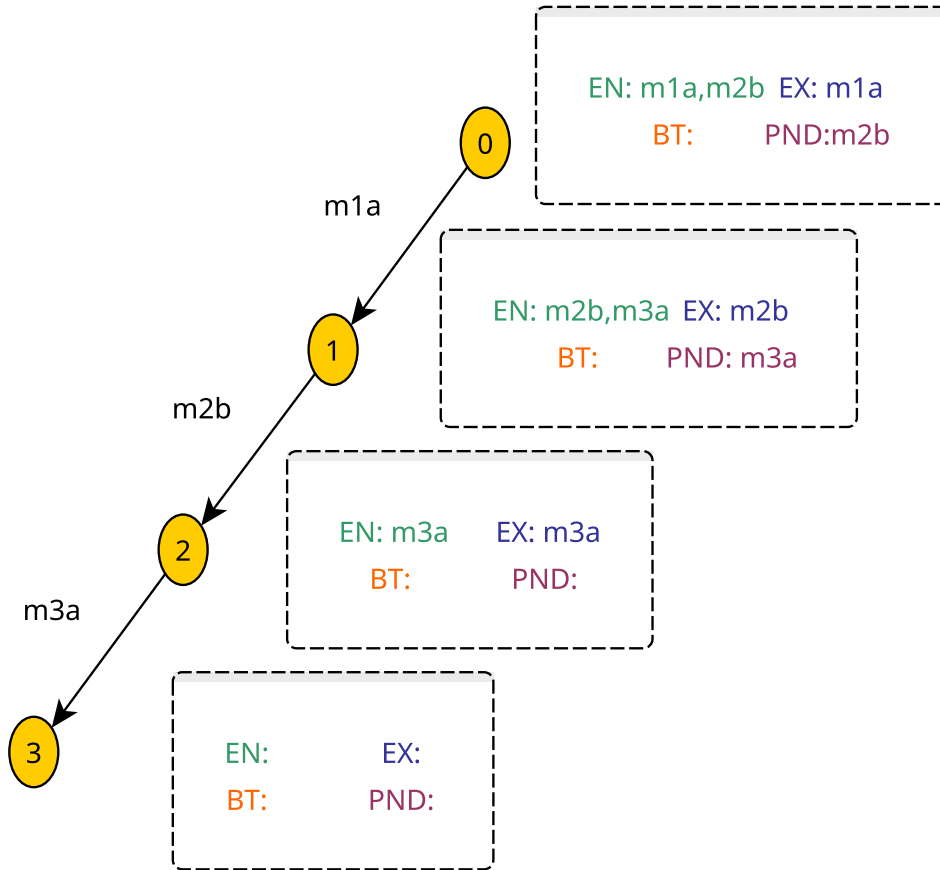 EN: m1a,m2b EX: m1a
BT: PND:m2b
0
m1a
EN: m2b,m3a EX: m2b
BT: PND: m3a
1
m2b
EN: m3a EX: m3a
BT: PND:
2
m3a
EN: EX:
BT: PND:
3